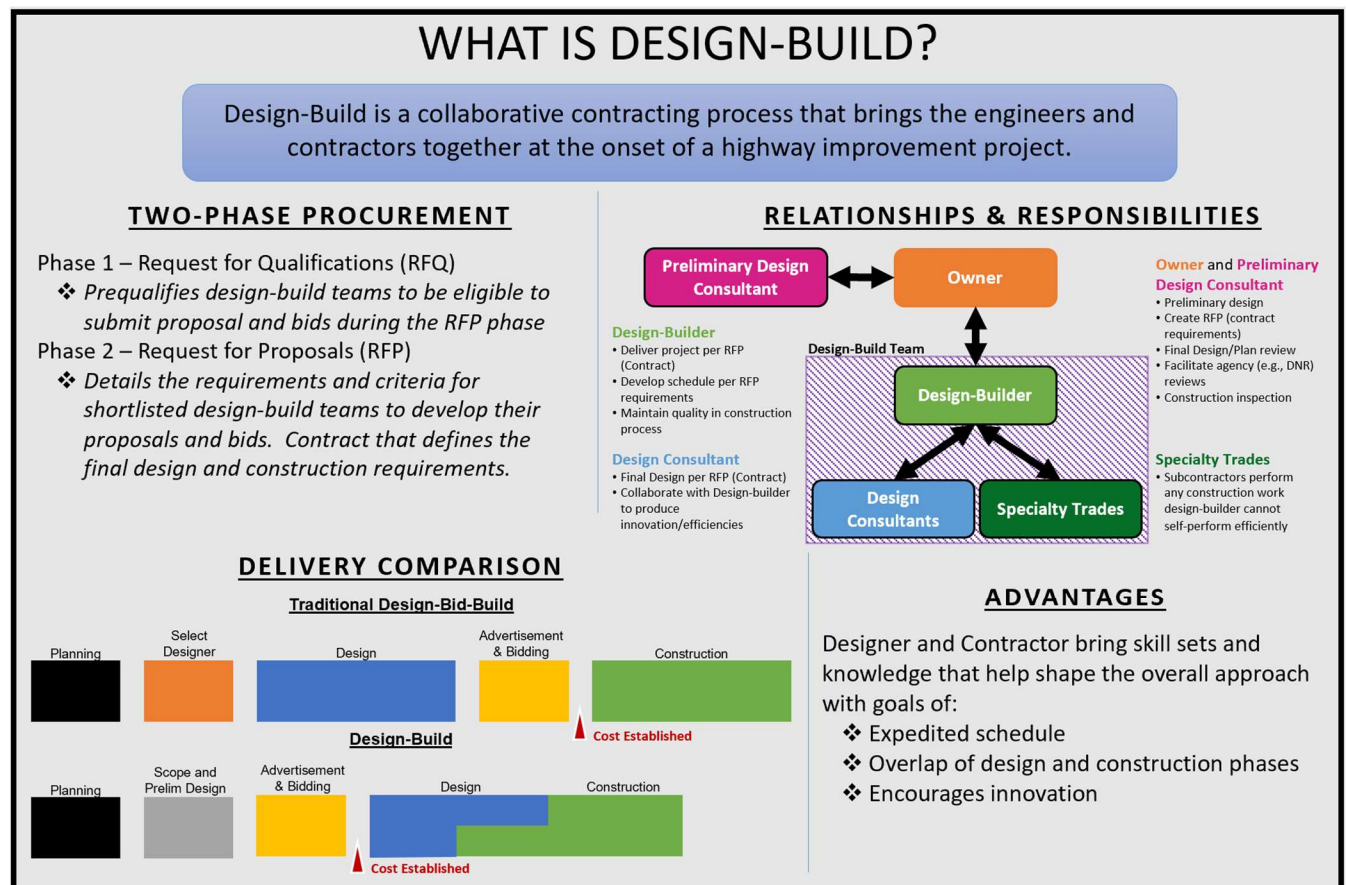 WHAT IS DESIGN-BUILD?
Design-Build is a collaborative contracting process that brings the engineers and
contractors together at the onset of a highway improvement project.
TWO-PHASE PROCUREMENT
Phase 1 – Request for Qualifications (RFQ)
❖ Prequalifies design-build teams to be eligible to
submit proposal and bids during the RFP phase
Phase 2 – Request for Proposals (RFP)
❖ Details the requirements and criteria for
shortlisted design-build teams to develop their
proposals and bids.  Contract that defines the
final design and construction requirements.
RELATIONSHIPS & RESPONSIBILITIES
Preliminary Design
Consultant
Owner
Design-Builder
• Deliver project per RFP
(Contract)
• Develop schedule per RFP
requirements
• Maintain quality in construction
process
Design Consultant
• Final Design per RFP (Contract)
• Collaborate with Design-builder
to produce
innovation/efficiencies
Design-Build Team
Design-Builder
Design
Consultants
Specialty Trades
Owner and Preliminary
Design Consultant
• Preliminary design
• Create RFP (contract
requirements)
• Final Design/Plan review
• Facilitate agency (e.g., DNR)
reviews
• Construction inspection
Specialty Trades
• Subcontractors perform
any construction work
design-builder cannot
self-perform efficiently
DELIVERY COMPARISON
Traditional Design-Bid-Build
Planning
Select
Designer
Design
Advertisement
& Bidding
Construction
Cost Established
Design-Build
Planning
Scope and
Prelim Design
Advertisement
& Bidding
Design
Construction
Cost Established
ADVANTAGES
Designer and Contractor bring skill sets and
knowledge that help shape the overall approach
with goals of:
❖ Expedited schedule
❖ Overlap of design and construction phases
❖ Encourages innovation